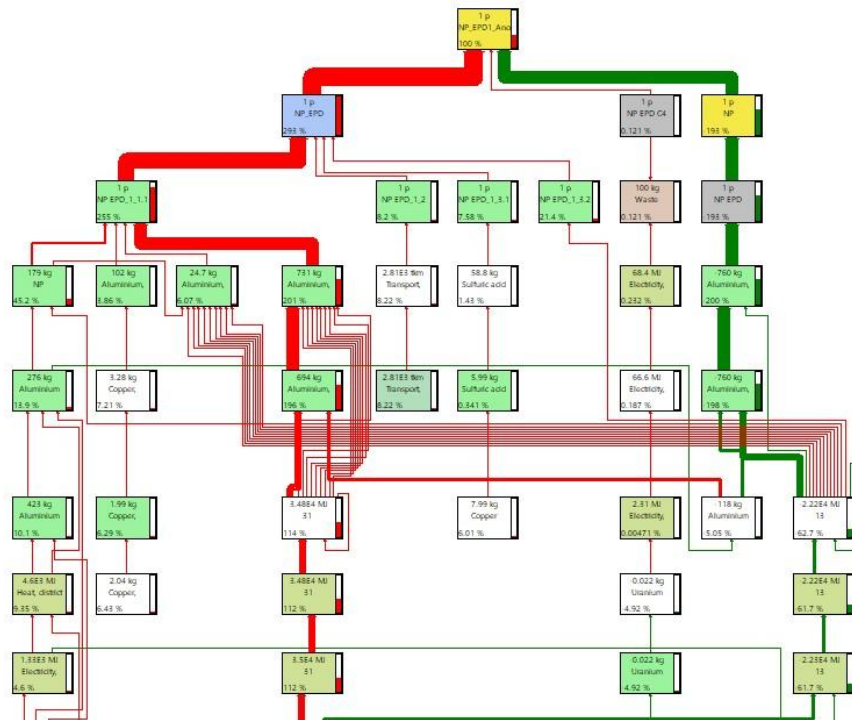 1 p
NP_EPD1_Ano
100 %
1 p
NP_EPD
293 %
1 p
NP EPD C4
0.121 %
1 p
NP
-193 %
1 p
NP EPD_1_1.1
255 %
1 p
NP EPD_1_2
8.2 %
1 p
NP EPD_1_3.1
7.58 %
1 p
NP EPD_1_3.2
21.4 %
100 kg
Waste
0.121 %
1 p
NP EPD
-193 %
179 kg
NP
45.2 %
102 kg
Aluminium,
3.86 %
24.7 kg
Aluminium,
6.07 %
731 kg
Aluminium,
201 %
2.81E3 tkm
Transport,
8.22 %
58.8 kg
Sulfuric acid
1.43 %
68.4 MJ
Electricity,
0.232 %
-760 kg
Aluminium,
-200 %
276 kg
Aluminium
13.9 %
3.28 kg
Copper,
7.21 %
694 kg
Aluminium,
196 %
2.81E3 tkm
Transport,
8.22 %
5.99 kg
Sulfuric acid
0.341 %
66.6 MJ
Electricity,
0.187 %
-760 kg
Aluminium,
-198 %
423 kg
Aluminium
10.1 %
1.99 kg
Copper,
6.29 %
3.48E4 MJ
31
114 %
7.99 kg
Copper
6.01 %
2.31 MJ
Electricity,
0.00471 %
118 kg
Aluminium
5.05 %
-2.22E4 MJ
13
-62.7 %
4.6E3 MJ
Heat, district
9.35 %
2.04 kg
Copper,
6.43 %
3.48E4 MJ
31
112 %
-0.022 kg
Uranium
-4.92 %
-2.22E4 MJ
13
-61.7 %
1.33E3 MJ
Electricity,
4.6 %
3.5E4 MJ
31
112 %
-0.022 kg
Uranium
-4.92 %
-2.23E4 MJ
13
-61.7 %